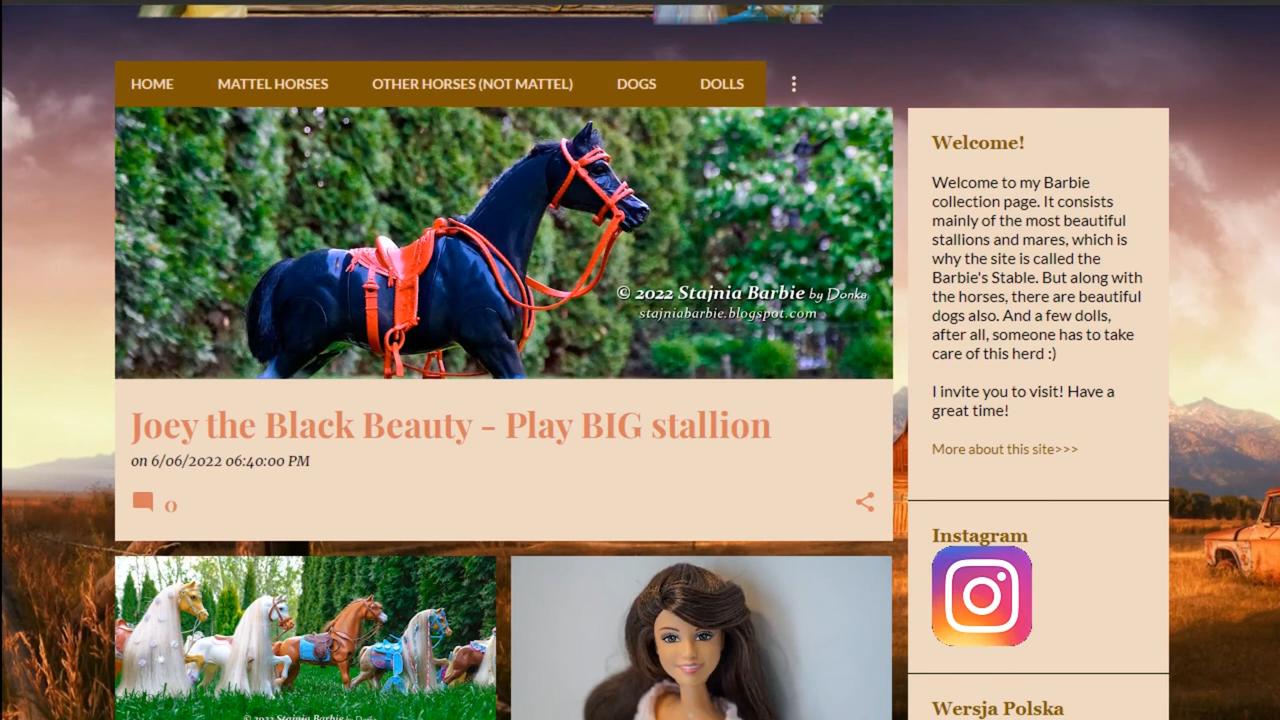 HOME MATTEL HORSES OTHER HORSES (NOT MATTEL) DOGS DOLLS
© 2022 Stajnia Barbie by Donka
stajniabarbie.blogspot.com
Joey the Black Beauty - Play BIG stallion
on 6/06/2022 06:40:00 PM
0
© 2022 Stajnia Barbie by Donka
Welcome!
Welcome to my Barbie
collection page. It consists
mainly of the most beautiful
stallions and mares, which is
why the site is called the
Barbie's Stable. But along with
the horses, there are beautiful
dogs also. And a few dolls,
after all, someone has to take
care of this herd :)
I invite you to visit! Have a
great time!
More about this site>>>
Instagram
Wersja Polska